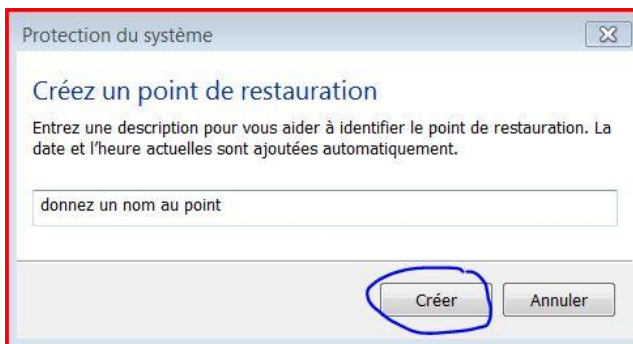 Protection du système
Créez un point de restauration
Entrez une description pour vous aider à identifier le point de restauration. La
date et l'heure actuelles sont ajoutées automatiquement.
donnez un nom au point
Créer
Annuler